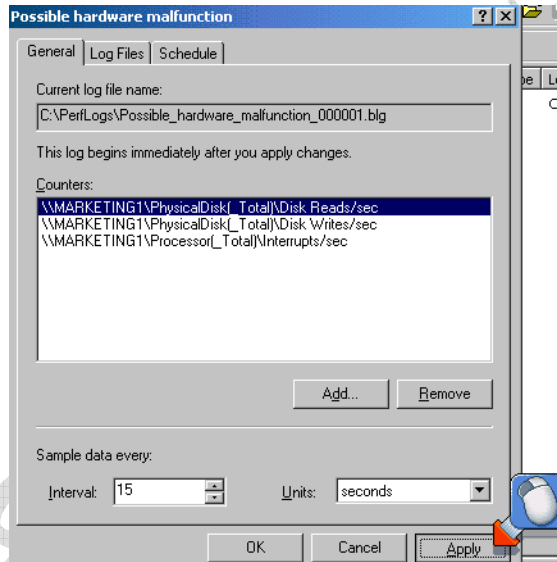 Possible hardware malfunction
General
Log Files
Schedule
Current log file name:
C:\PerfLogs\Possible_hardware_malfunction_000001.blg
This log begins immediately after you apply changes.
Counters:
\\MARKETING1\PhysicalDisk(_Total)\Disk Reads/sec
\\MARKETING1\PhysicalDisk(_Total)\Disk Writes/sec
\\MARKETING1\Processor(_Total)\Interrupts/sec
Add...
Remove
Sample data every:
Interval:
15
Units:
seconds
OK
Cancel
Apply